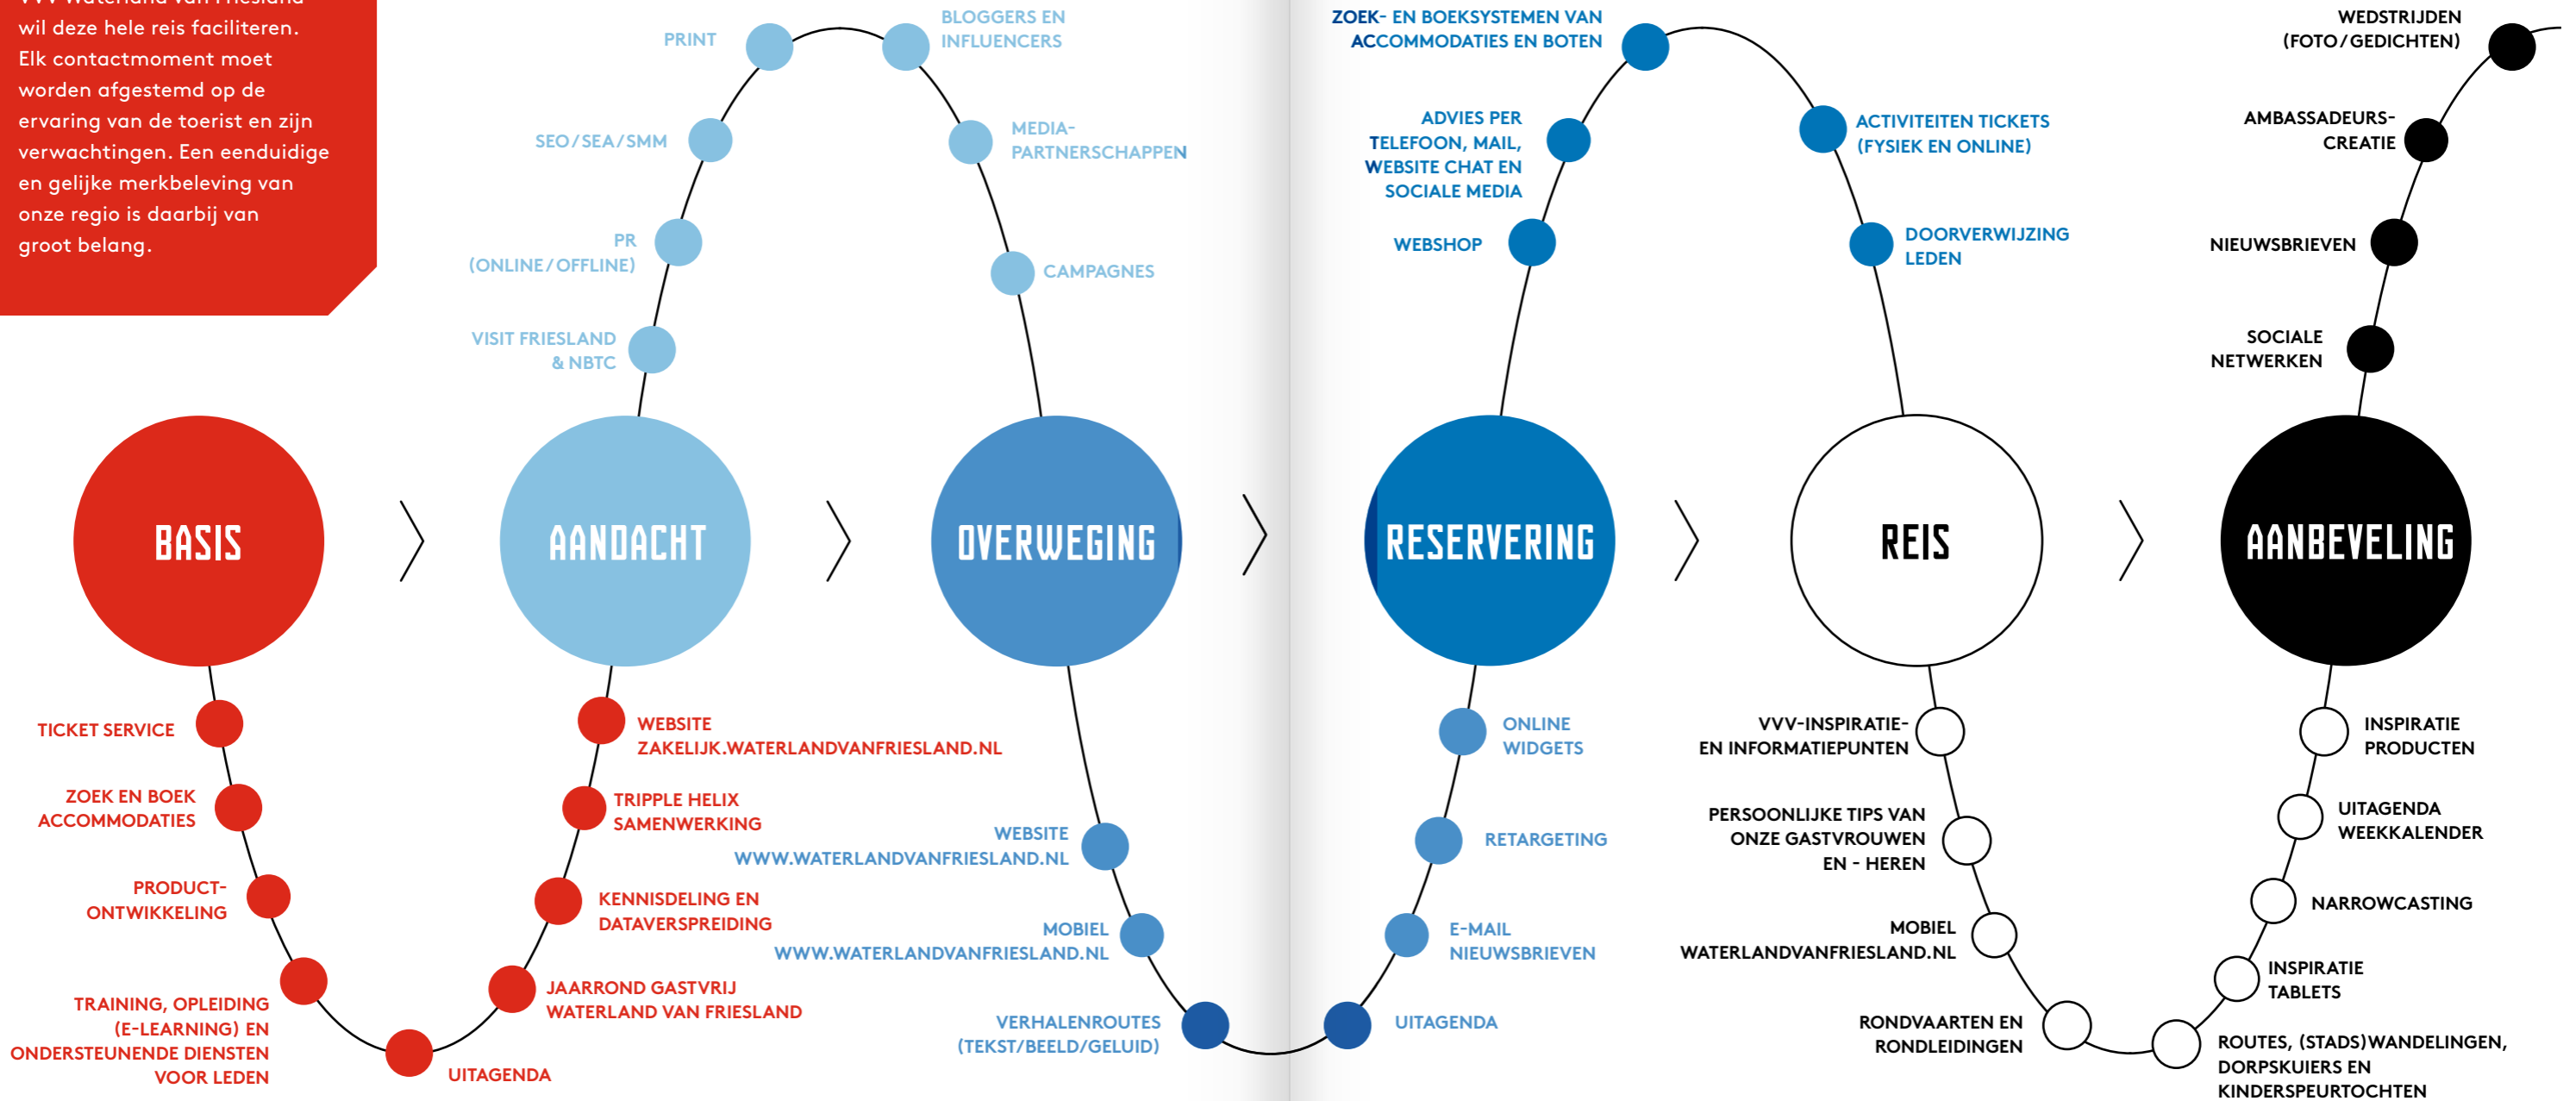 VVV Waterland van Friesland
wil deze hele reis faciliteren.
Elk contactmoment moet
worden afgestemd op de
ervaring van de toerist en zijn
verwachtingen. Een eenduidige
en gelijke merkbeleving van
onze regio is daarbij van
groot belang.
PRINT
BLOGGERS EN
INFLUENCERS
SEO/SEA/SMM
MEDIA-
PARTNERSCHAPPEN
PR
(ONLINE/OFFLINE)
CAMPAGNES
VISIT FRIESLAND
& NBTC
ZOEK- EN BOEKSYSTEMEN VAN
ACCOMMODATIES EN BOTEN
ADVIES PER
TELEFOON, MAIL,
WEBSITE CHAT EN
SOCIALE MEDIA
ACTIVITEITEN TICKETS
(FYSIEK EN ONLINE)
WEBSHOP
DOORVERWIJZING
LEDEN
WEDSTRIJDEN
(FOTO/GEDICHTEN)
AMBASSADEURS-
CREATIE
NIEUWSBRIEVEN
SOCIALE
NETWERKEN
BASIS
AANDACHT
OVERWEGING
RESERVERING
REIS
AANBEVELING
TICKET SERVICE
ZOEK EN BOEK
ACCOMMODATIES
PRODUCT-
ONTWIKKELING
TRAINING, OPLEIDING
(E-LEARNING) EN
ONDERSTEUNENDE DIENSTEN
VOOR LEDEN
UITAGENDA
WEBSITE
ZAKELIJK.WATERLANDVANFRIESLAND.NL
TRIPPLE HELIX
SAMENWERKING
KENNISDELING EN
DATAVERSPREIDING
JAARROND GASTVRIJ
WATERLAND VAN FRIESLAND
WEBSITE
WWW.WATERLANDVANFRIESLAND.NL
MOBIEL
WWW.WATERLANDVANFRIESLAND.NL
VERHALENROUTES
(TEKST/BEELD/GELUID)
ONLINE
WIDGETS
RETARGETING
E-MAIL
NIEUWSBRIEVEN
UITAGENDA
VVV-INSPIRATIE-
EN INFORMATIEPUNTEN
PERSOONLIJKE TIPS VAN
ONZE GASTVROUWEN
EN - HEREN
MOBIEL
WATERLANDVANFRIESLAND.NL
RONDVAARTEN EN
RONDLEIDINGEN
INSPIRATIE
PRODUCTEN
UITAGENDA
WEEKKALENDER
NARROWCASTING
INSPIRATIE
TABLETS
ROUTES, (STADS)WANDELINGEN,
DORPSKUIERS EN
KINDERSPEURTOCHTEN